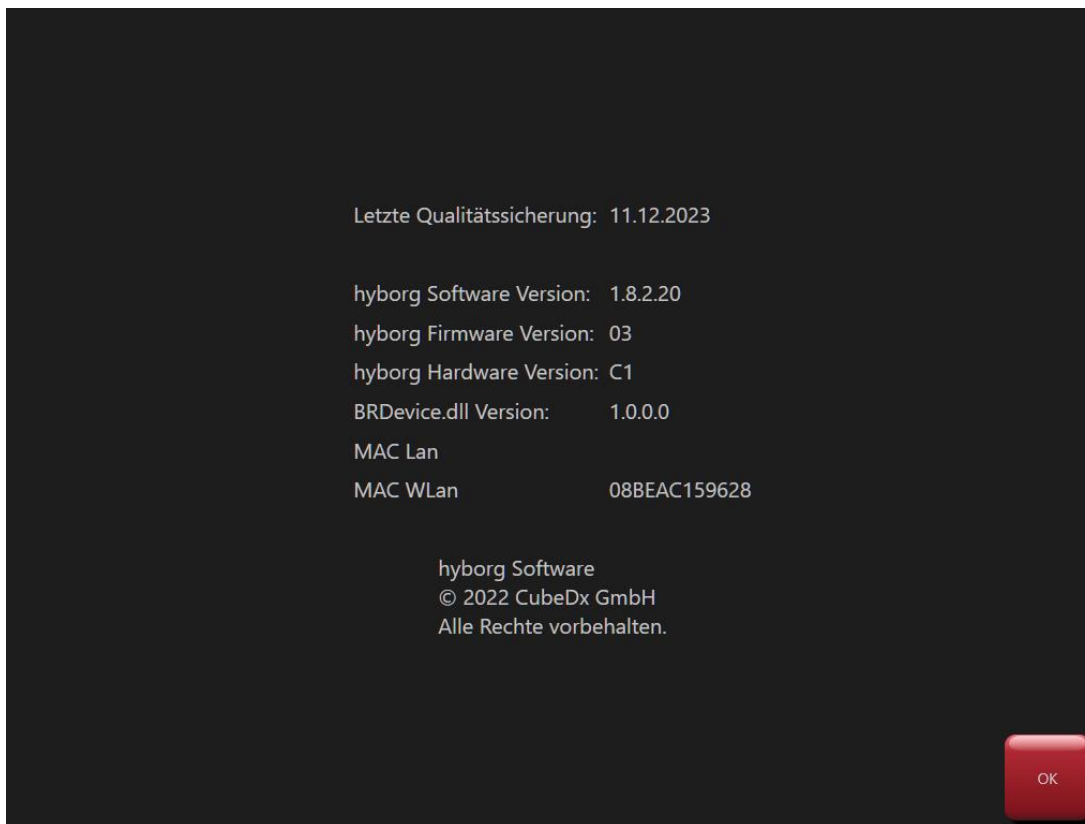 Letzte Qualitätssicherung: 11.12.2023
hyborg Software Version: 1.8.2.20
hyborg Firmware Version: 03
hyborg Hardware Version: C1
BRDevice.dll Version: 1.0.0.0
MAC Lan
MAC WLan 08BEAC159628
hyborg Software
© 2022 CubeDx GmbH
Alle Rechte vorbehalten.
OK